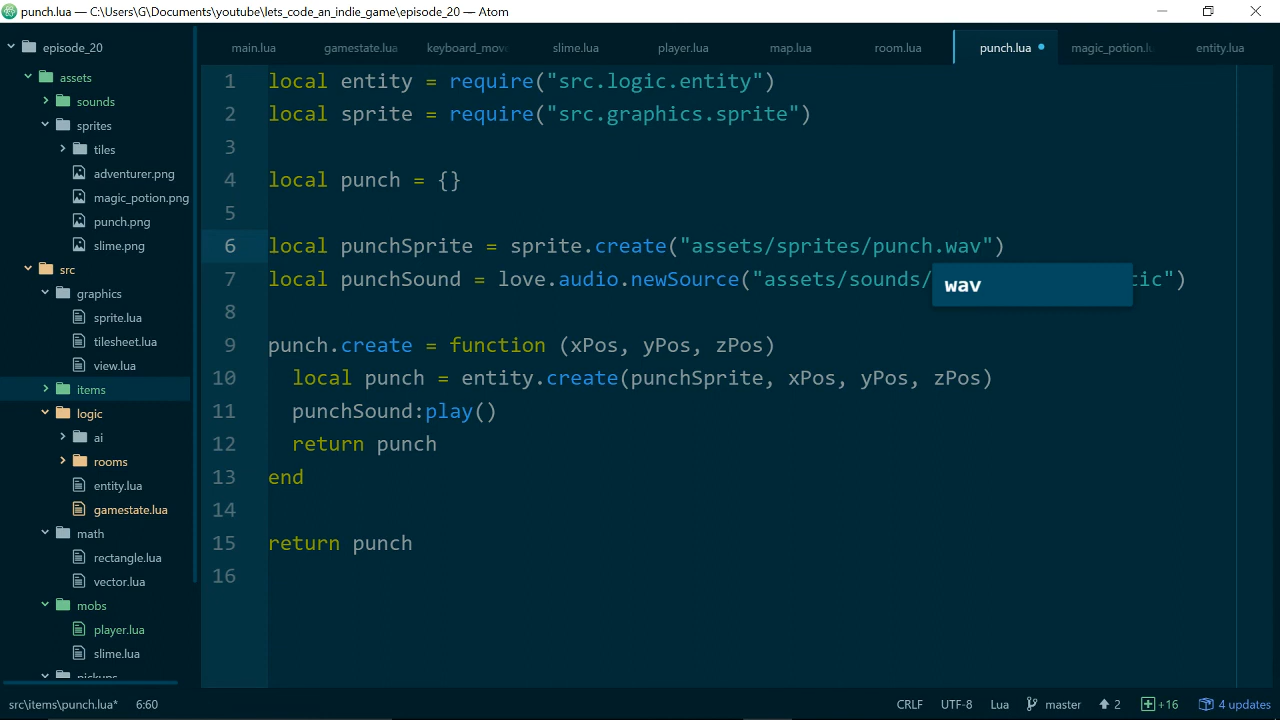 punch.lua — C:\Users\G\Documents\youtube\lets_code_an_indie_game\episode_20 — Atom
episode_20
assets
sounds
sprites
tiles
adventurer.png
magic_potion.png
punch.png
slime.png
src
graphics
sprite.lua
tilesheet.lua
view.lua
items
logic
ai
rooms
entity.lua
gamestate.lua
math
rectangle.lua
vector.lua
mobs
player.lua
slime.lua
main.lua gamestate.lua keyboard_mov slime.lua player.lua map.lua room.lua punch.lua magic_potion.lu entity.lua
1 local entity = require("src.logic.entity")
2 local sprite = require("src.graphics.sprite")
3
4 local punch = {}
5
6 local punchSprite = sprite.create("assets/sprites/punch.wav")
7 local punchSound = love.audio.newSource("assets/sounds/ tic")
wav
8
9 punch.create = function (xPos, yPos, zPos)
10 local punch = entity.create(punchSprite, xPos, yPos, zPos)
11 punchSound:play()
12 return punch
13 end
14
15 return punch
16
src\items\punch.lua* 6:60 CRLF UTF-8 Lua master 2 +16 4 updates